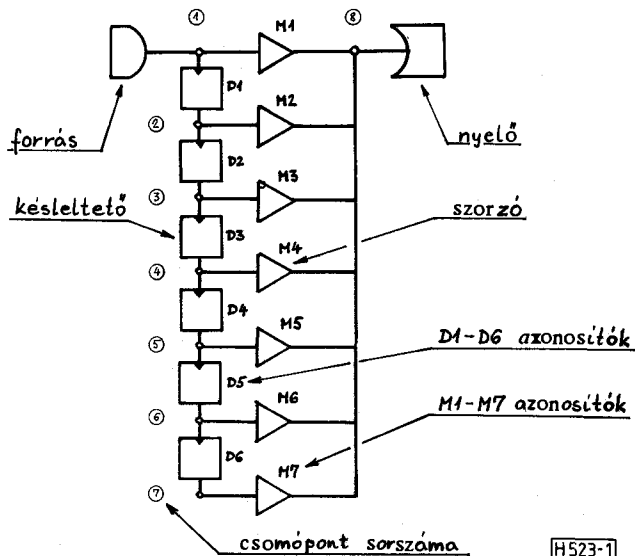 ① ⑧
M1
D1
② M2
forrás nyelő
D2
③ M3
késleltető szorzó
D3
④ M4
D4
⑤ M5
D1-D6 azonosítók
D5
⑥ M6 M1-M7 azonosítók
D6
⑦ M7
csomópont sorszáma
H523-1